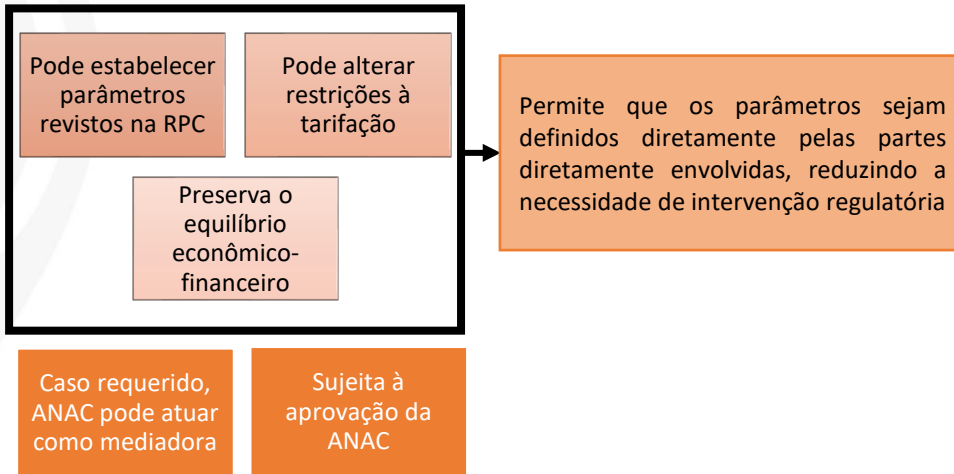 Pode estabelecer
parâmetros
revistos na RPC
Pode alterar
restrições à
tarifação
Preserva o
equilíbrio
econômico-
financeiro
Permite que os parâmetros sejam
definidos diretamente pelas partes
diretamente envolvidas, reduzindo a
necessidade de intervenção regulatória
Caso requerido,
ANAC pode atuar
como mediadora
Sujeita à
aprovação da
ANAC